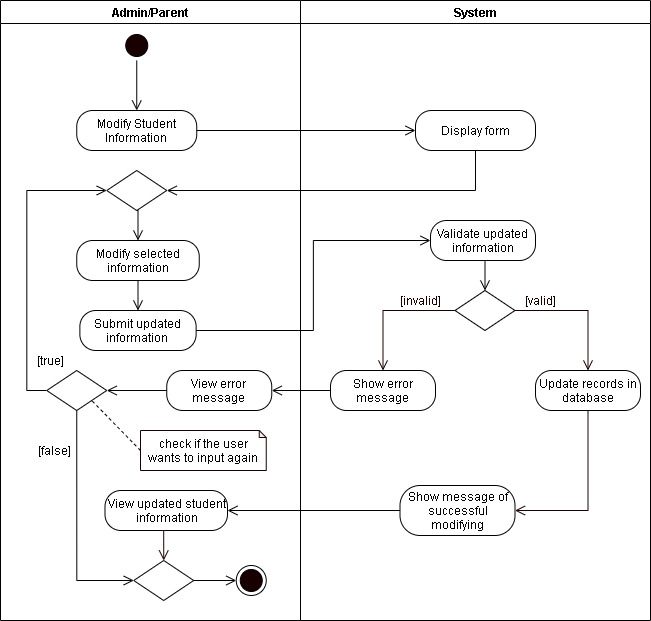 Admin/Parent
System
Modify Student
Information
Display form
Validate updated
information
Modify selected
information
[invalid]
[valid]
Submit updated
information
[true]
View error
message
Show error
message
Update records in
database
[false]
check if the user
wants to input again
View updated student
information
Show message of
successful
modifying